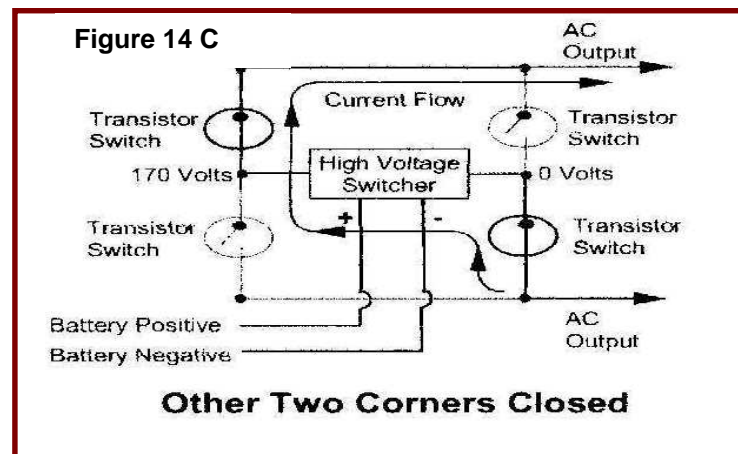 Figure 14 C
AC
Output
Current Flow
Transistor
Switch
Transistor
Switch
170 Volts
High Voltage
Switcher
0 Volts
+
-
Transistor
Switch
Transistor
Switch
Battery Positive
Battery Negative
AC
Output
Other Two Corners Closed